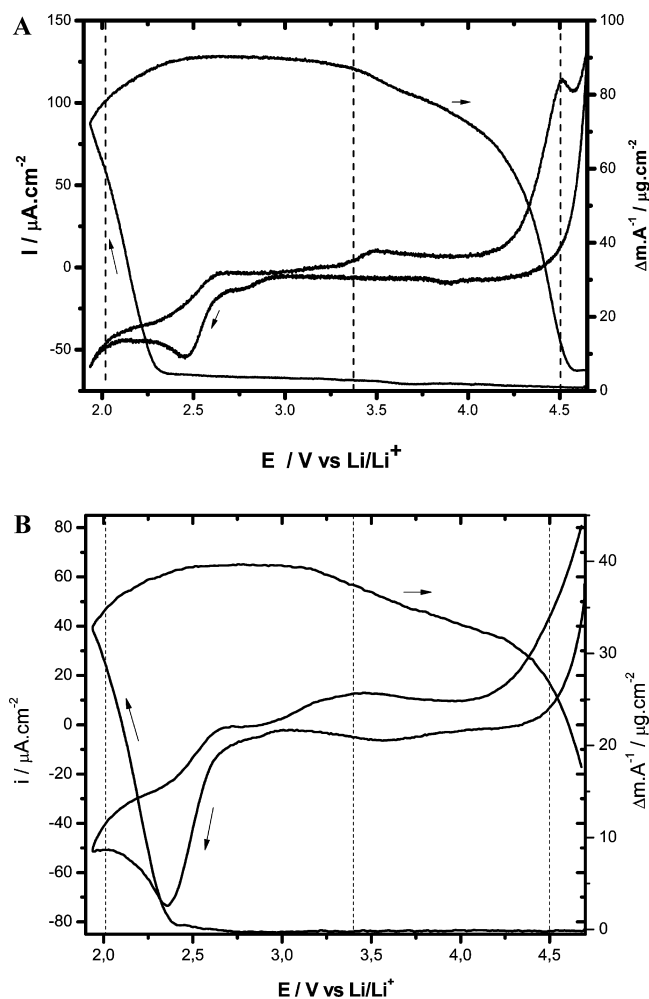 A
150
100
50
0
-50
I / μA.cm⁻²
100
80
60
40
20
0
Δm.A⁻¹ / μg.cm⁻²
2.0 2.5 3.0 3.5 4.0 4.5
E / V vs Li/Li⁺
B
80
60
40
20
0
-20
-40
-60
-80
i / μA.cm⁻²
40
30
20
10
0
Δm.A⁻¹ / μg.cm⁻²
2,0 2,5 3,0 3,5 4,0 4,5
E / V vs Li/Li⁺